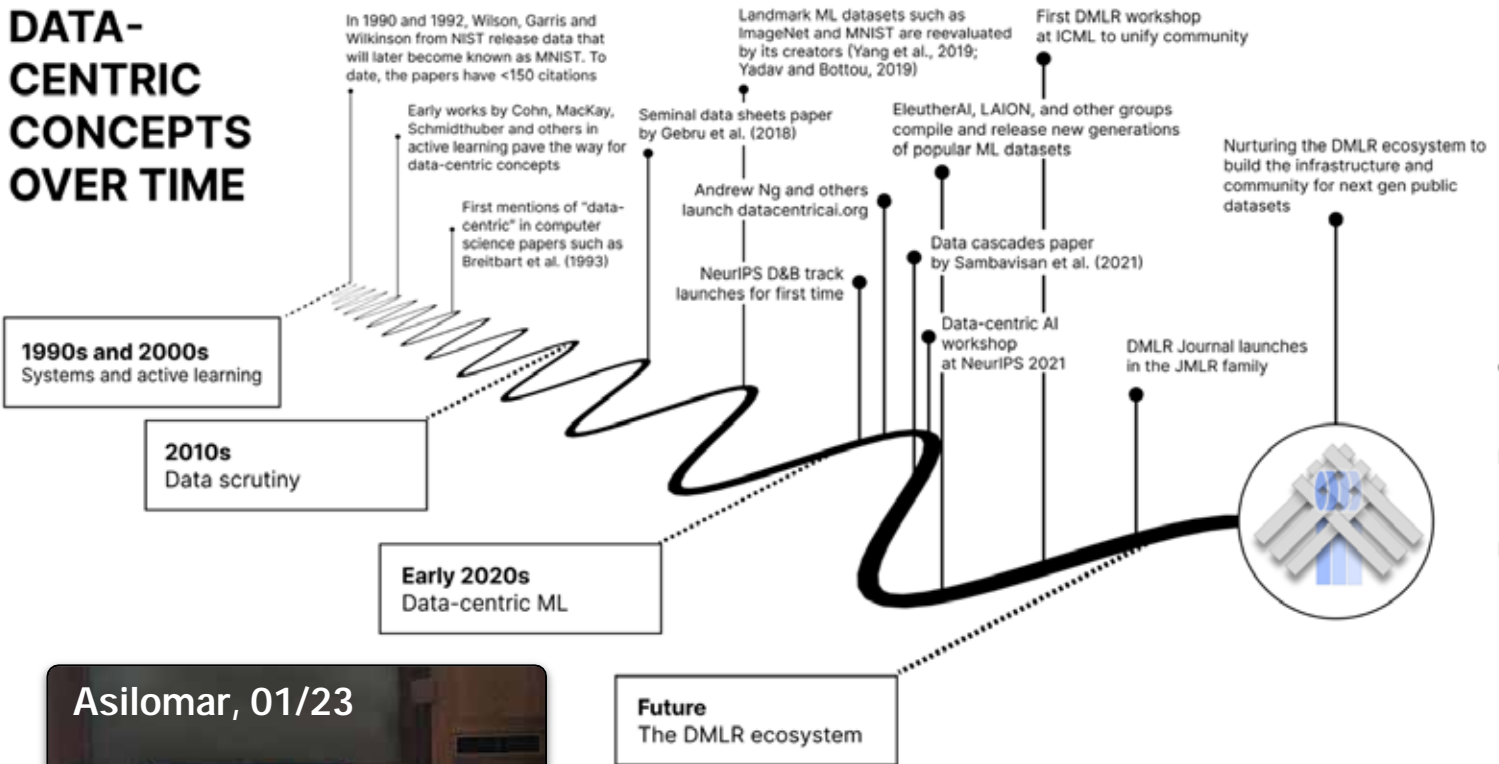 DATA-
CENTRIC
CONCEPTS
OVER TIME
In 1990 and 1992, Wilson, Garris and
Wilkinson from NIST release data that
will later become known as MNIST. To
date, the papers have <150 citations
Early works by Cohn, MacKay,
Schmidthuber and others in
active learning pave the way for
data-centric concepts
First mentions of "data-
centric" in computer
science papers such as
Breitbart et al. (1993)
Seminal data sheets paper
by Gebru et al. (2018)
Landmark ML datasets such as
ImageNet and MNIST are reevaluated
by its creators (Yang et al., 2019;
Yadav and Bottou, 2019)
Andrew Ng and others
launch datacentricai.org
NeurIPS D&B track
launches for first time
First DMLR workshop
at ICML to unify community
EleutherAI, LAION, and other groups
compile and release new generations
of popular ML datasets
Data cascades paper
by Sambavisan et al. (2021)
Data-centric AI
workshop
at NeurIPS 2021
DMLR Journal launches
in the JMLR family
Nurturing the DMLR ecosystem to
build the infrastructure and
community for next gen public
datasets
1990s and 2000s
Systems and active learning
2010s
Data scrutiny
Early 2020s
Data-centric ML
Future
The DMLR ecosystem
Asilomar, 01/23